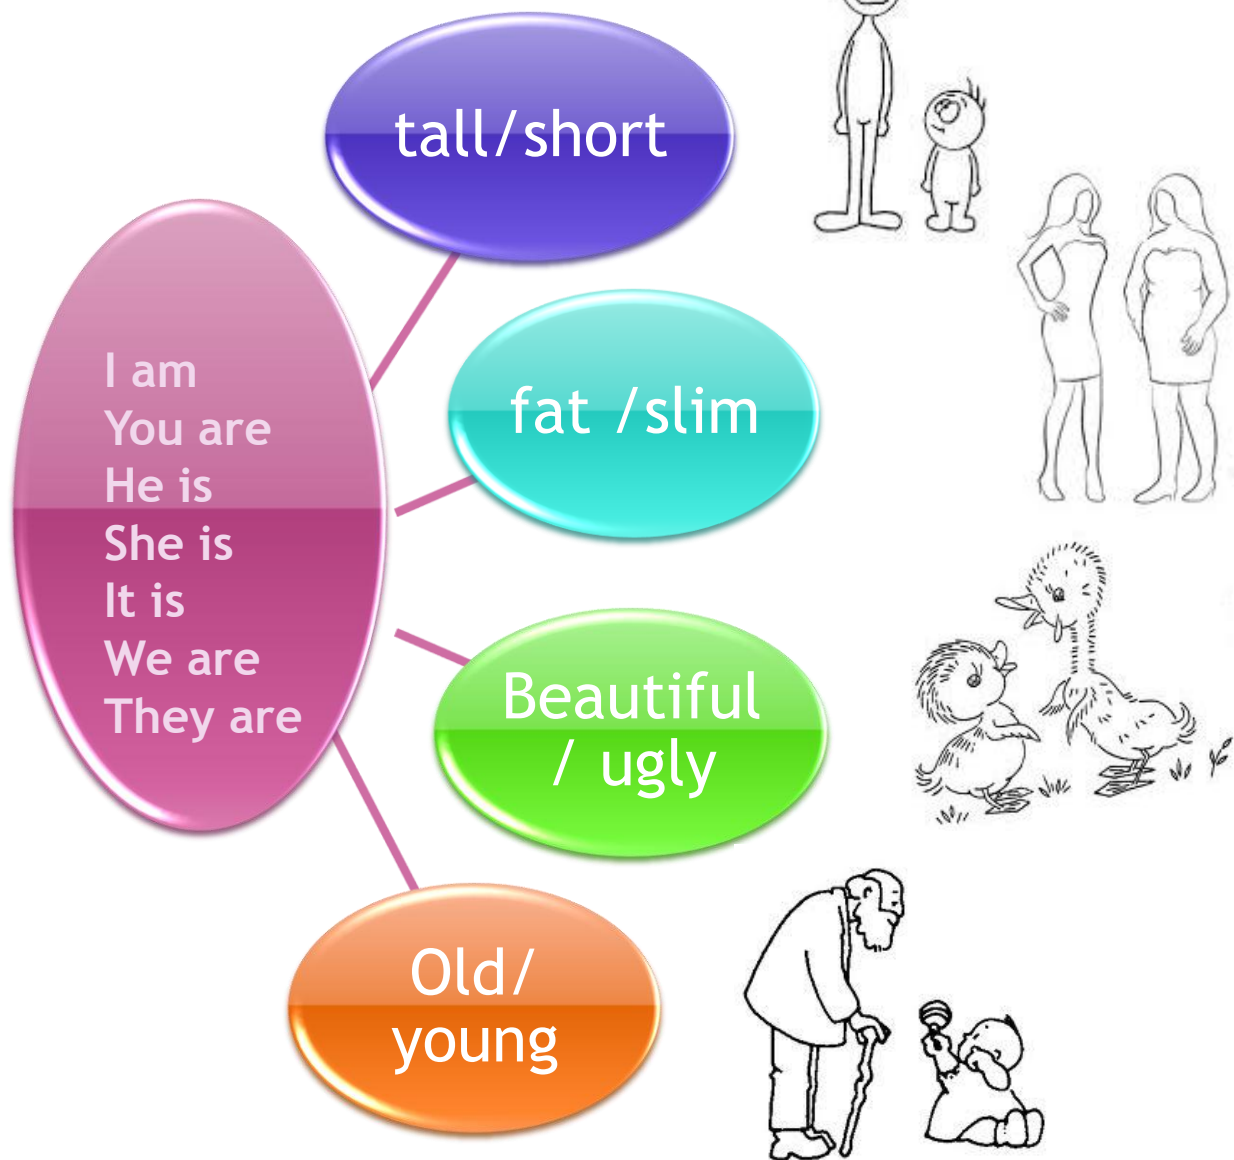 tall/short
fat /slim
Beautiful
/ ugly
Old/
young
I am
You are
He is
She is
It is
We are
They are